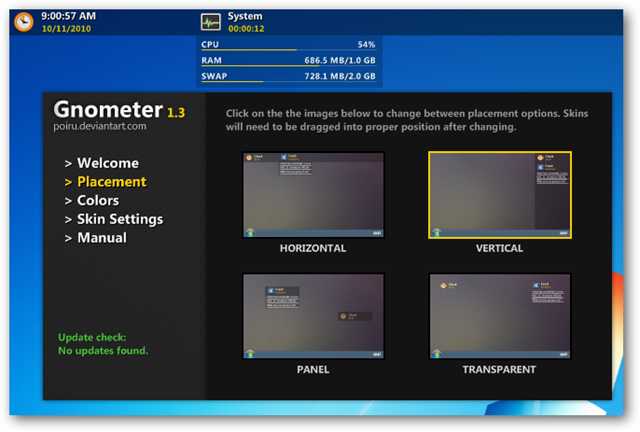 9:00:57 AM
10/11/2010
System
00:00:12
CPU 54%
RAM 686.5 MB/1.0 GB
SWAP 728.1 MB/2.0 GB
Gnometer 1.3
poiru.deviantart.com
> Welcome
> Placement
> Colors
> Skin Settings
> Manual
Update check:
No updates found.
Click on the the images below to change between placement options. Skins
will need to be dragged into proper position after changing.
HORIZONTAL
VERTICAL
PANEL
TRANSPARENT